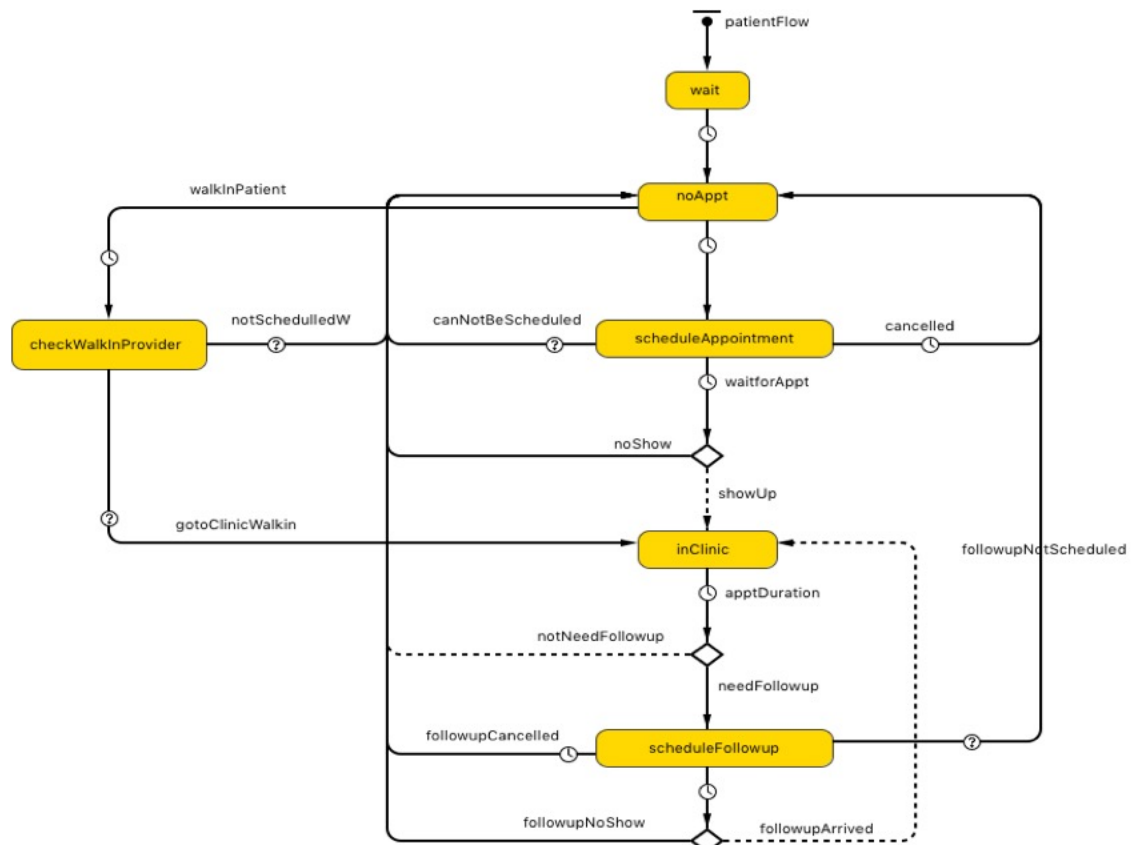 patientFlow
wait
walkInPatient
noAppt
notSchedulledW
canNotBeScheduled
cancelled
checkWalkInProvider
scheduleAppointment
waitforAppt
noShow
showUp
gotoClinicWalkin
inClinic
followupNotScheduled
apptDuration
notNeedFollowup
needFollowup
followupCancelled
scheduleFollowup
followupNoShow
followupArrived